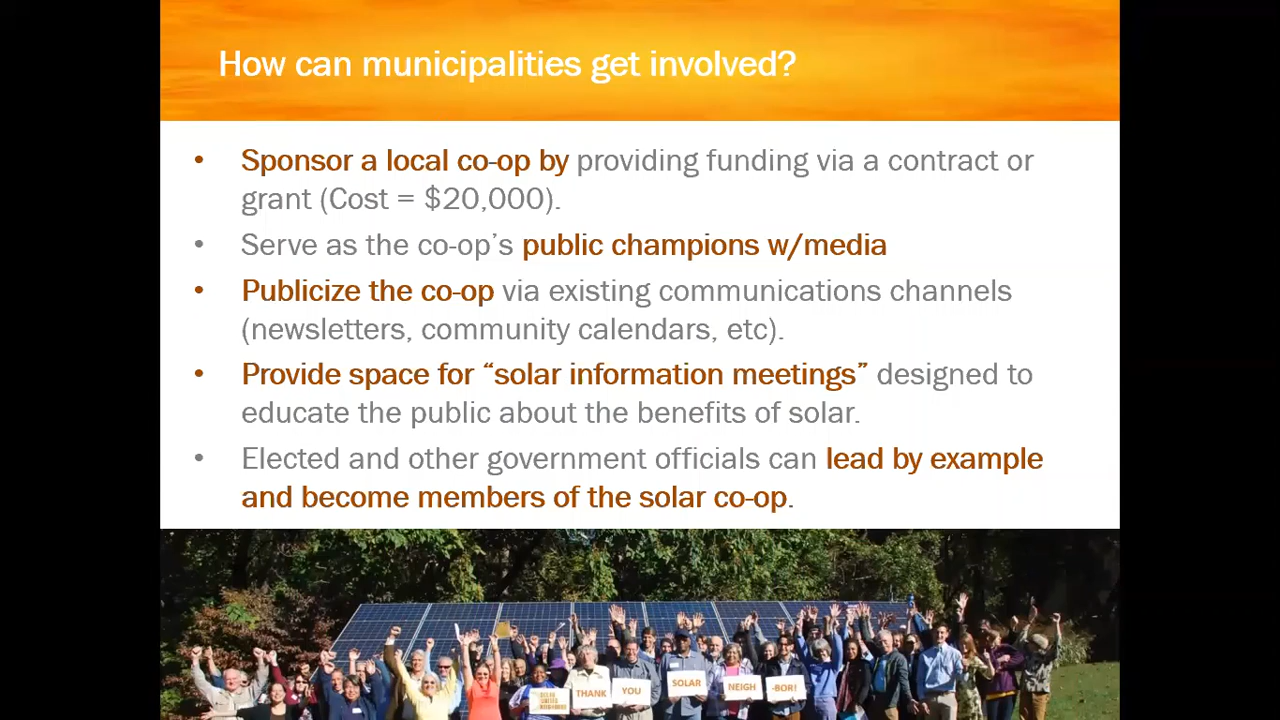 How can municipalities get involved?
• Sponsor a local co-op by providing funding via a contract or
grant (Cost = $20,000).
• Serve as the co-op’s public champions w/media
• Publicize the co-op via existing communications channels
(newsletters, community calendars, etc).
• Provide space for “solar information meetings” designed to
educate the public about the benefits of solar.
• Elected and other government officials can lead by example
and become members of the solar co-op.
SOLAR
UNITED
NEIGHBORS
THANK
YOU
SOLAR
NEIGH
-BOR!